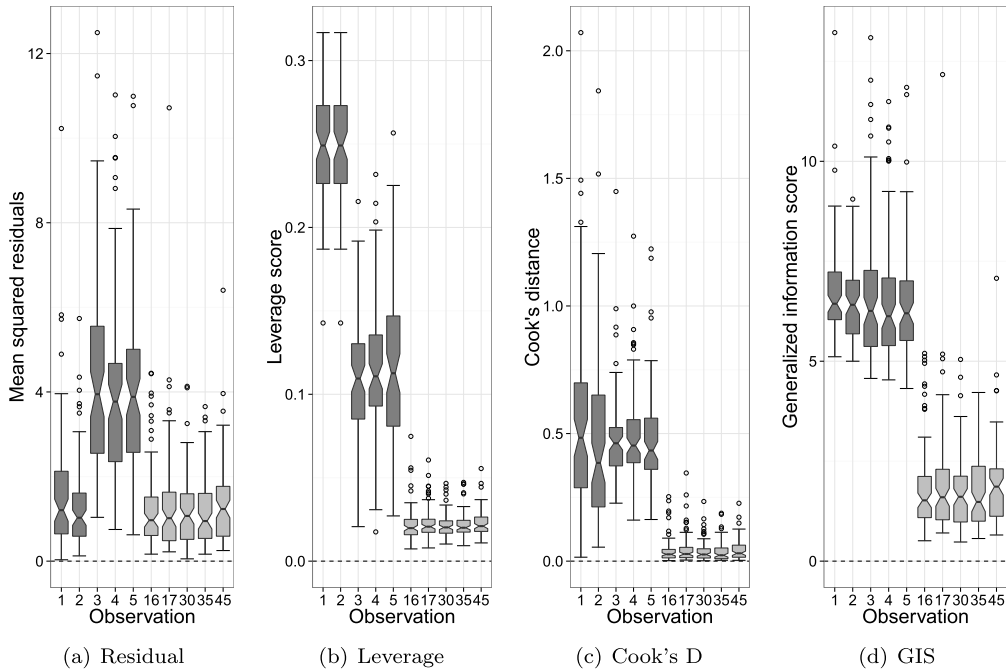 Mean squared residuals
12
8
4
0
1 2 3 4 5 16 17 30 35 45
Observation
(a) Residual
Leverage score
0.3
0.2
0.1
0.0
1 2 3 4 5 16 17 30 35 45
Observation
(b) Leverage
Cook's distance
2.0
1.5
1.0
0.5
0.0
1 2 3 4 5 16 17 30 35 45
Observation
(c) Cook's D
Generalized information score
10
5
0
1 2 3 4 5 16 17 30 35 45
Observation
(d) GIS